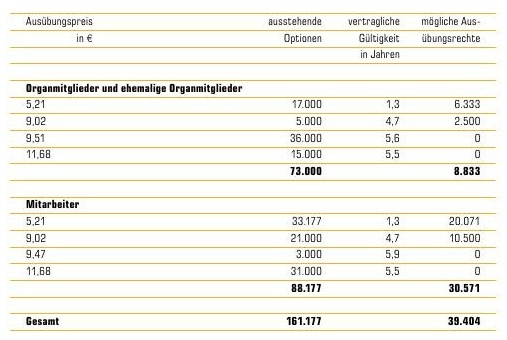 Ausübungspreis ausstehende vertragliche mögliche Aus-
in € Optionen Gültigkeit übungsrechte
in Jahren
Organmitglieder und ehemalige Organmitglieder
5,21 17.000 1,3 6.333
9,02 5.000 4,7 2.500
9,51 36.000 5,6 0
11,68 15.000 5,5 0
73.000 8.833
Mitarbeiter
5,21 33.177 1,3 20.071
9,02 21.000 4,7 10.500
9,47 3.000 5,9 0
11,68 31.000 5,5 0
88.177 30.571
Gesamt 161.177 39.404